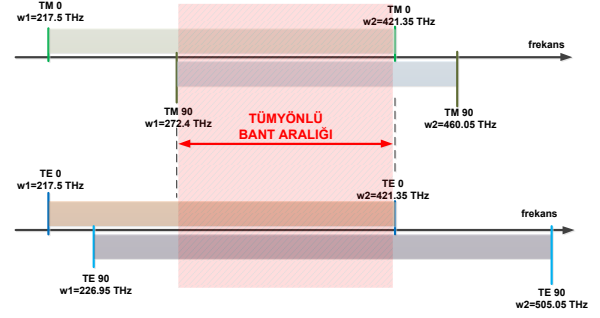 TM 0
w1=217.5 THz
TM 0
w2=421.35 THz
frekans
TM 90
w1=272.4 THz
TM 90
w2=460.05 THz
TÜMYÖNLÜ
BANT ARALIĞI
TE 0
w1=217.5 THz
TE 0
w2=421.35 THz
frekans
TE 90
w1=226.95 THz
TE 90
w2=505.05 THz